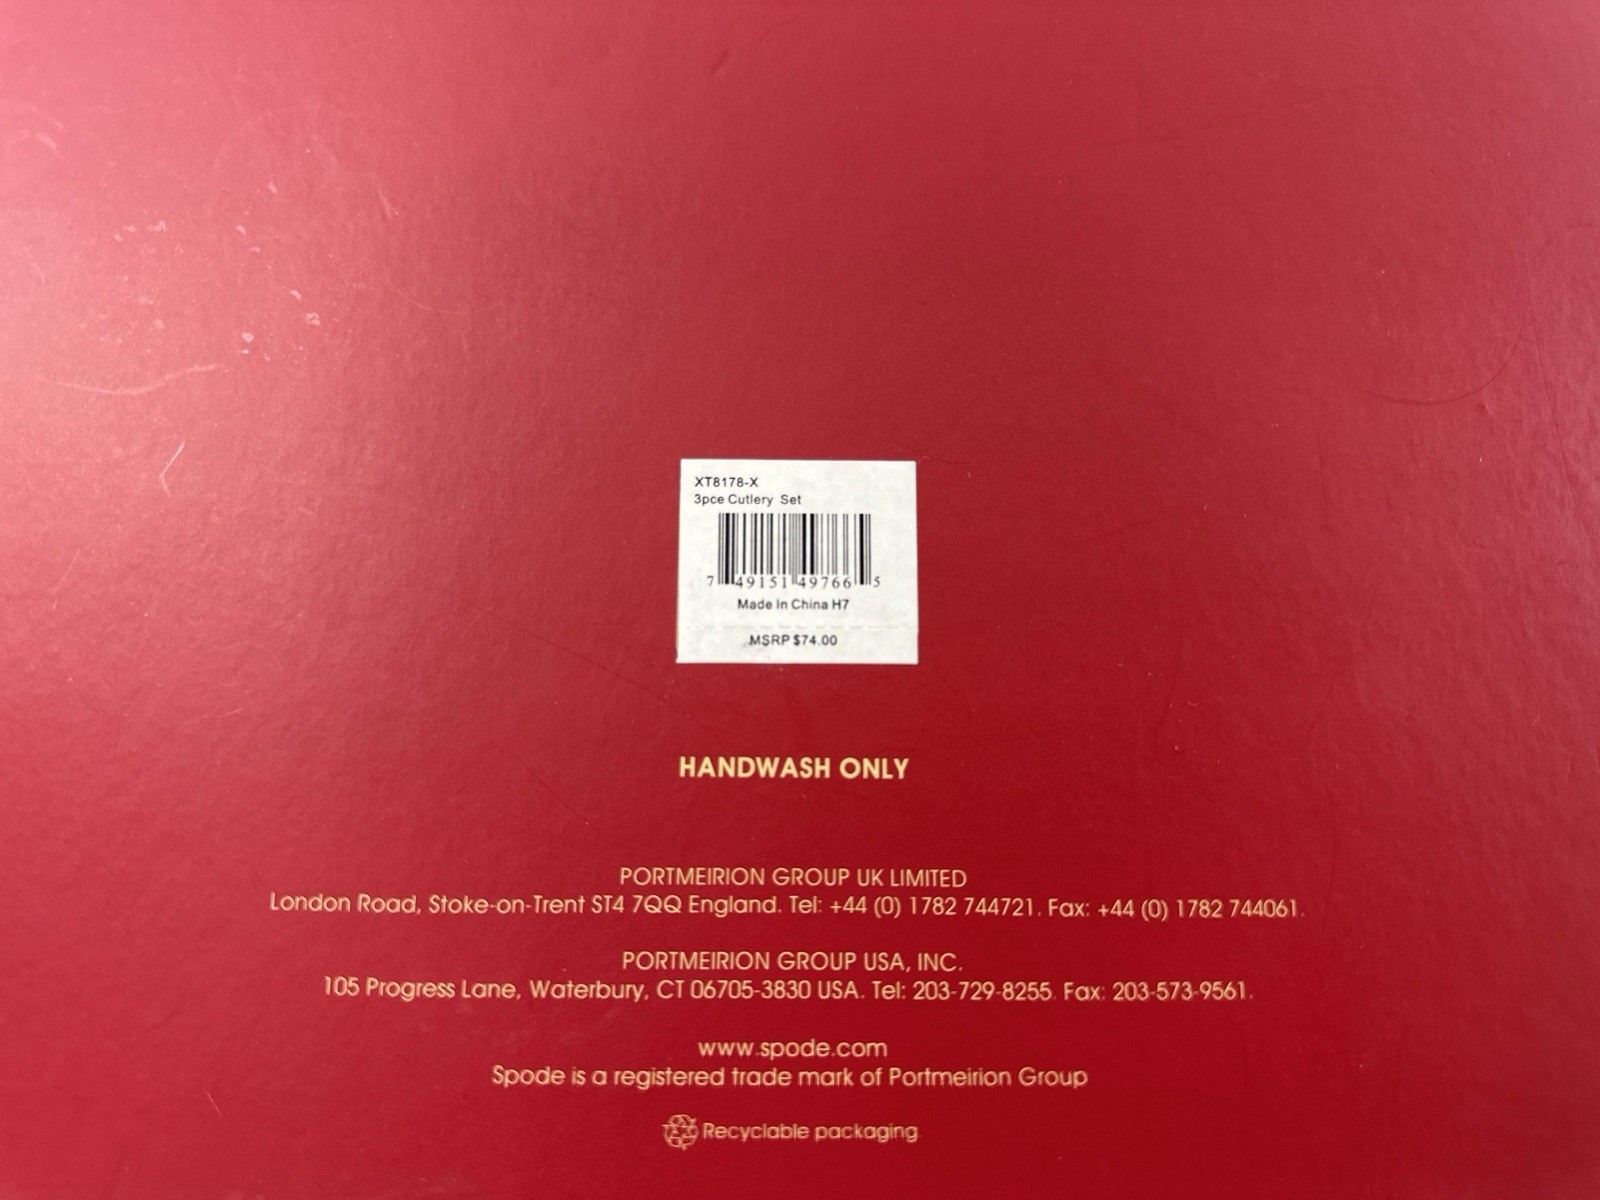 XT8178-X
3pce Cutlery Set
7 49151 49766 5
Made In China H7
MSRP $74.00
HANDWASH ONLY
PORTMEIRION GROUP UK LIMITED
London Road, Stoke-on-Trent ST4 7QQ England. Tel: +44 (0) 1782 744721. Fax: +44 (0) 1782 744061.
PORTMEIRION GROUP USA, INC.
105 Progress Lane, Waterbury, CT 06705-3830 USA. Tel: 203-729-8255. Fax: 203-573-9561.
www.spode.com
Spode is a registered trade mark of Portmeirion Group
Recyclable packaging